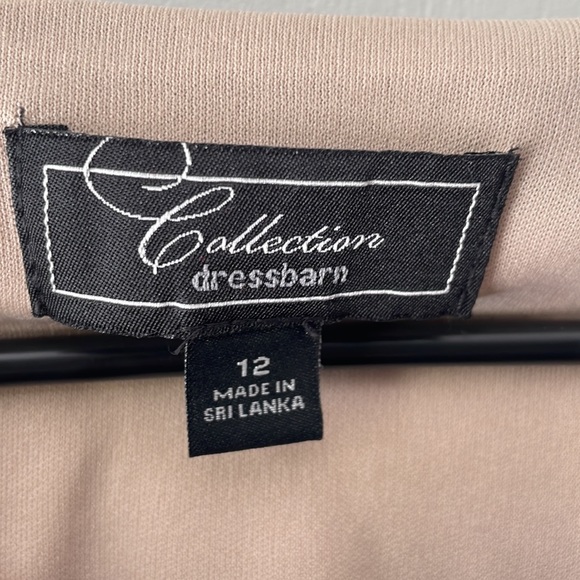 Collection
dressbarn
12
MADE IN
SRI LANKA